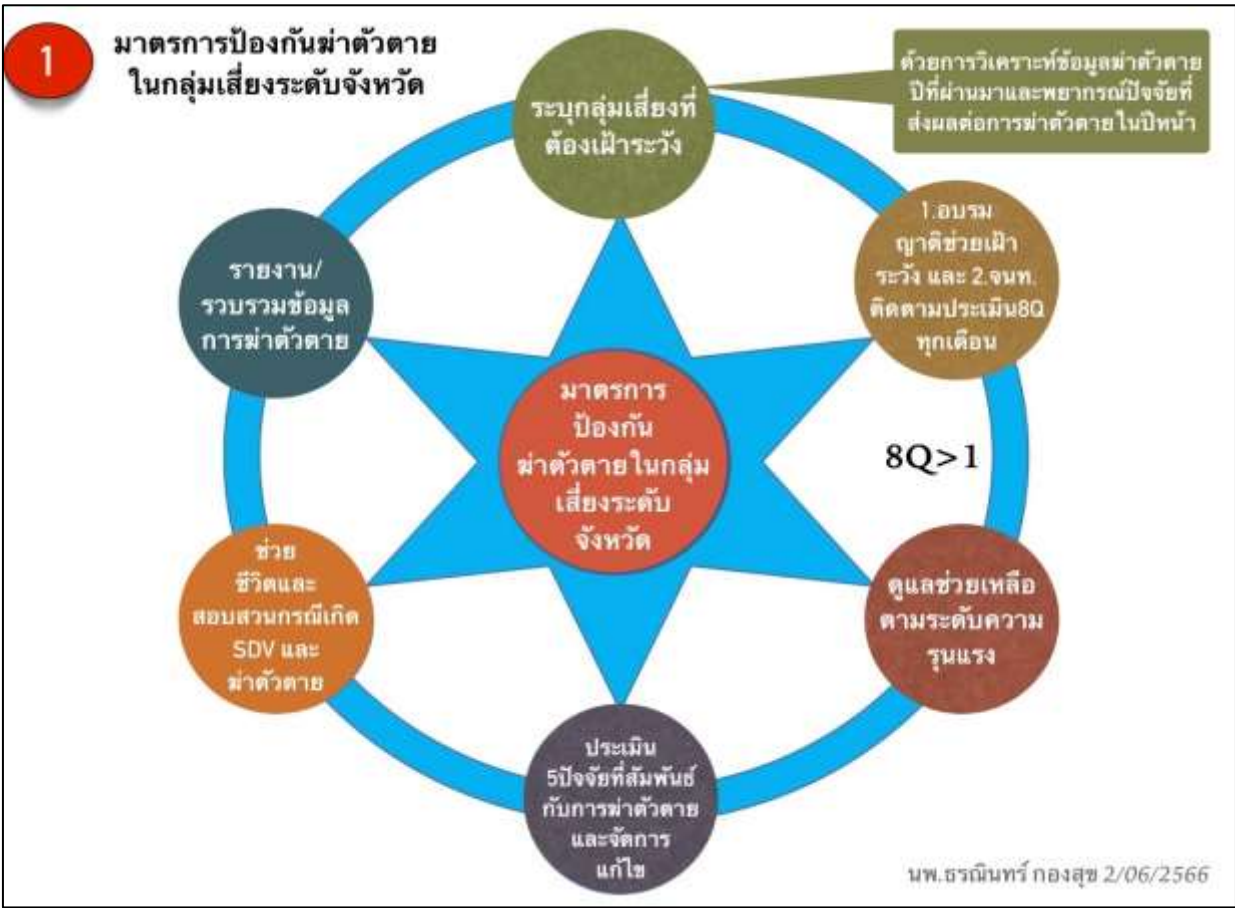 1
มาตรการป้องกันฆ่าตัวตาย
ในกลุ่มเสี่ยงระดับจังหวัด
ระบุกลุ่มเสี่ยงที่
ต้องเฝ้าระวัง
ด้วยการวิเคราะห์ข้อมูลฆ่าตัวตาย
ปีที่ผ่านมาและพยากรณ์ปัจจัยที่
ส่งผลต่อการฆ่าตัวตายในปีหน้า
1.อบรม
ญาติช่วยเฝ้า
ระวัง และ 2.จนท.
ติดตามประเมิน8Q
ทุกเดือน
8Q>1
ดูแลช่วยเหลือ
ตามระดับความ
รุนแรง
ประเมิน
5ปัจจัยที่สัมพันธ์
กับการฆ่าตัวตาย
และจัดการ
แก้ไข
ช่วย
ชีวิตและ
สอบสวนกรณีเกิด
SDV และ
ฆ่าตัวตาย
รายงาน/
รวบรวมข้อมูล
การฆ่าตัวตาย
มาตรการ
ป้องกัน
ฆ่าตัวตายในกลุ่ม
เสี่ยงระดับ
จังหวัด
นพ.ธรณินทร์ กองสุข 2/06/2566